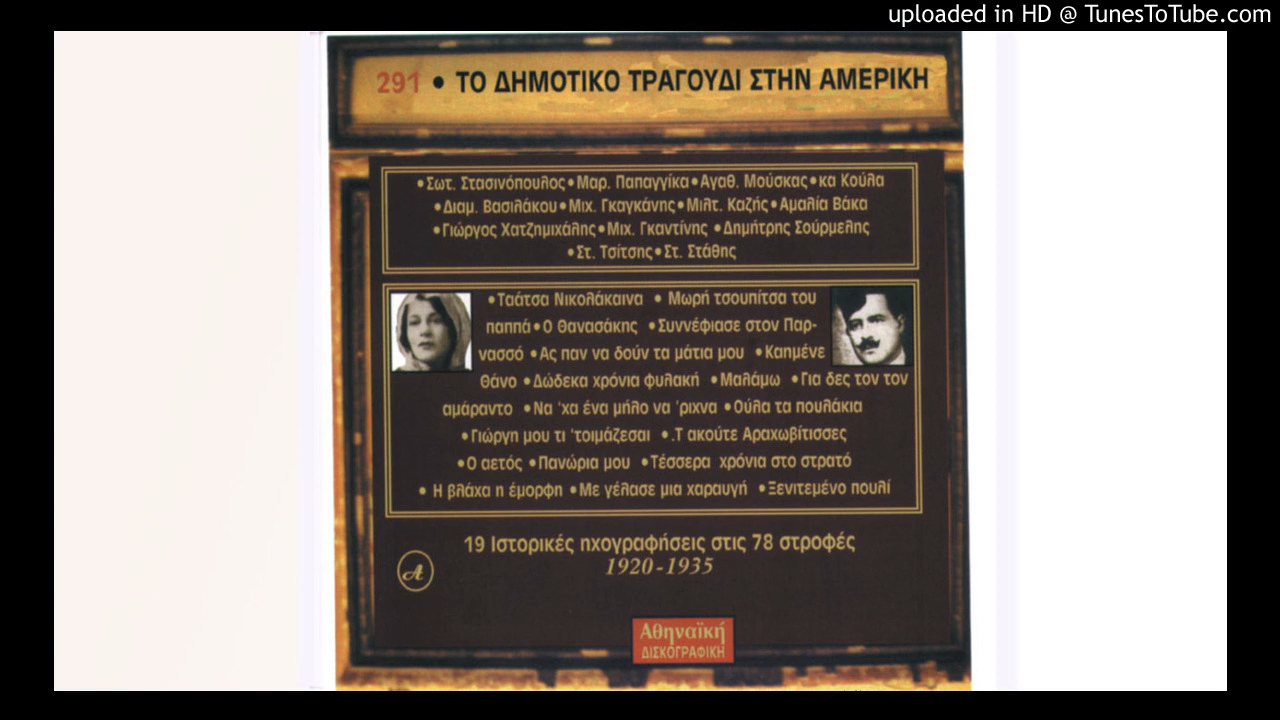 uploaded in HD @ TunesToTube.com
291 • ΤΟ ΔΗΜΟΤΙΚΟ ΤΡΑΓΟΥΔΙ ΣΤΗΝ ΑΜΕΡΙΚΗ
•Σωτ. Στασινόπουλος•Μαρ. Παπαγγίκα•Αγαθ. Μούσκας•κα Κούλα
•Διαμ. Βασιλάκου•Μιχ. Γκαγκάνης•Μιλτ. Καζής•Αμαλία Βάκα
•Γιώργος Χατζημιχάλης•Μιχ. Γκαντίνης •Δημήτρης Σούρμελης
•Στ. Τσίτσης•Στ. Στάθης
•Ταάτσα Νικολάκαινα • Μωρή τσουπίτσα του
παππά•Ο Θανασάκης •Συννέφιασε στον Παρ-
νασσό •Ας παν να δούν τα μάτια μου •Καημένε
Θάνο •Δώδεκα χρόνια φυλακή •Μαλάμω •Για δες τον τον
αμάραντο •Να 'χα ένα μήλο να 'ριχνα •Ούλα τα πουλάκια
•Γιώργη μου τι 'τοιμάζεσαι •.Τ ακούτε Αραχωβίτισσες
•Ο αετός •Πανώρια μου •Τέσσερα χρόνια στο στρατό
• Η βλάχα η έμορφη •Με γέλασε μια χαραυγή •Ξενιτεμένο πουλί
19 Ιστορικές ηχογραφήσεις στις 78 στροφές
1920-1935
A
Αθηναϊκή
ΔΙΣΚΟΓΡΑΦΙΚΗ